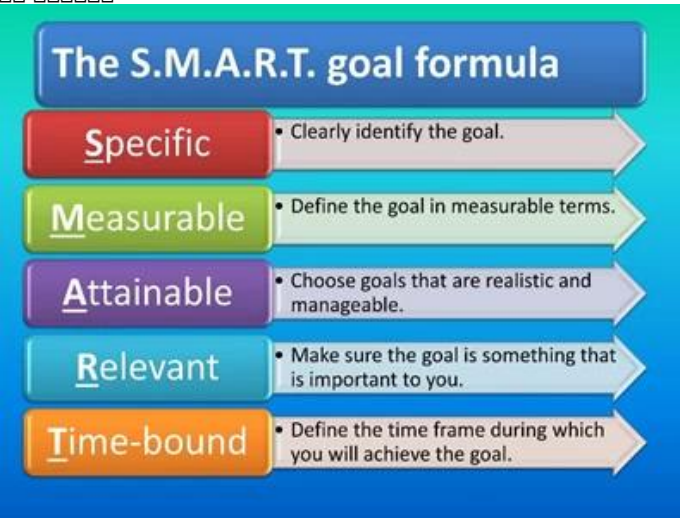 The S.M.A.R.T. goal formula
Specific
• Clearly identify the goal.
Measurable
• Define the goal in measurable terms.
Attainable
• Choose goals that are realistic and
manageable.
Relevant
• Make sure the goal is something that
is important to you.
Time-bound
• Define the time frame during which
you will achieve the goal.